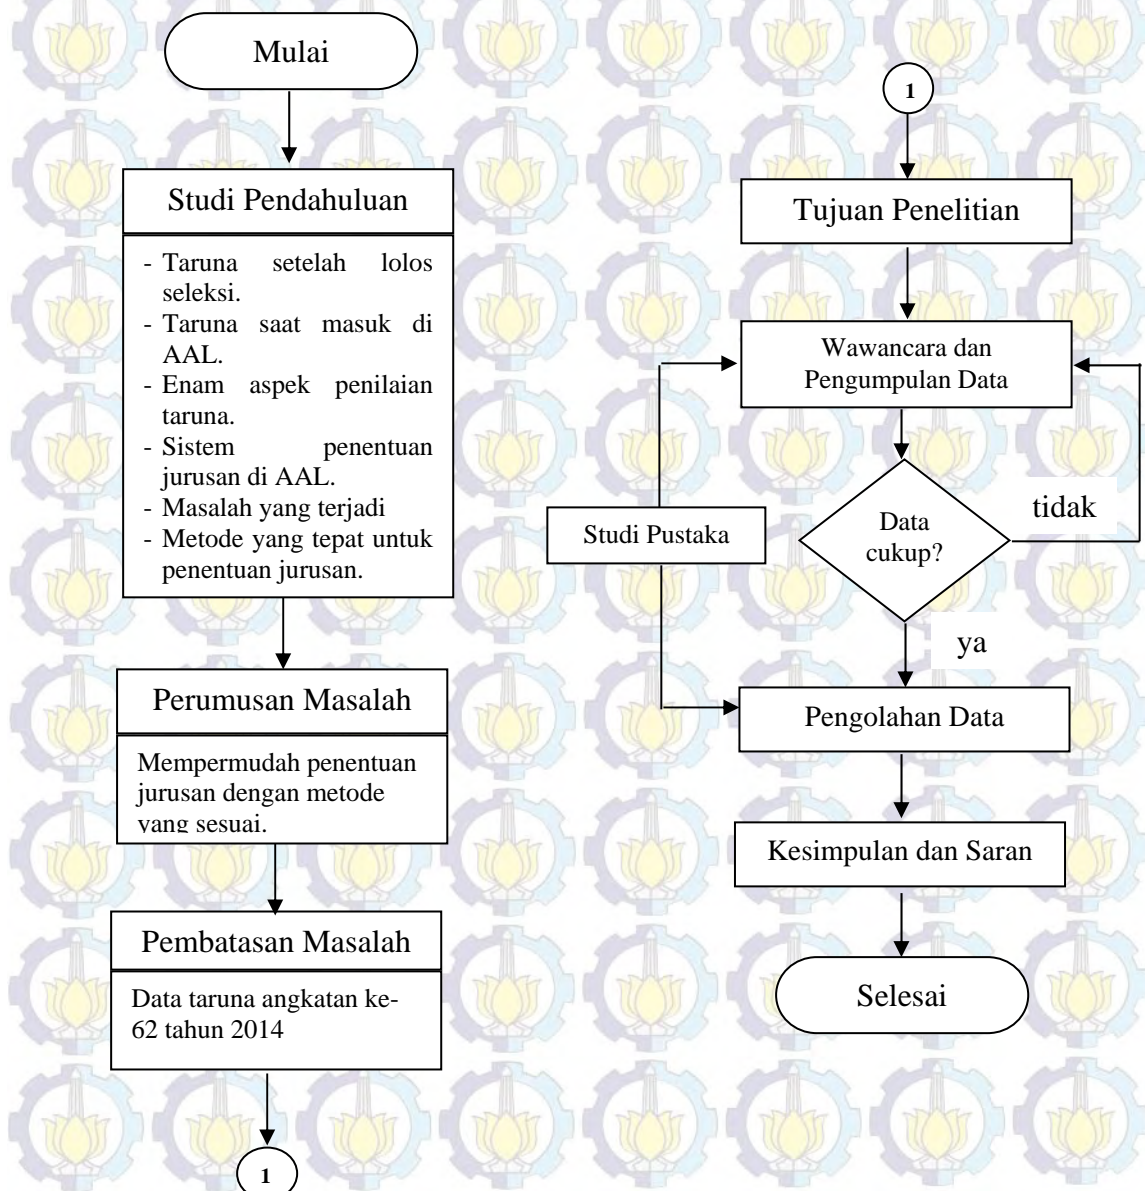 Mulai
Studi Pendahuluan
- Taruna setelah lolos
seleksi.
- Taruna saat masuk di
AAL.
- Enam aspek penilaian
taruna.
- Sistem penentuan
jurusan di AAL.
- Masalah yang terjadi
- Metode yang tepat untuk
penentuan jurusan.
Perumusan Masalah
Mempermudah penentuan
jurusan dengan metode
yang sesuai.
Pembatasan Masalah
Data taruna angkatan ke-
62 tahun 2014
1
1
Tujuan Penelitian
Wawancara dan
Pengumpulan Data
Studi Pustaka
Data
cukup?
tidak
ya
Pengolahan Data
Kesimpulan dan Saran
Selesai